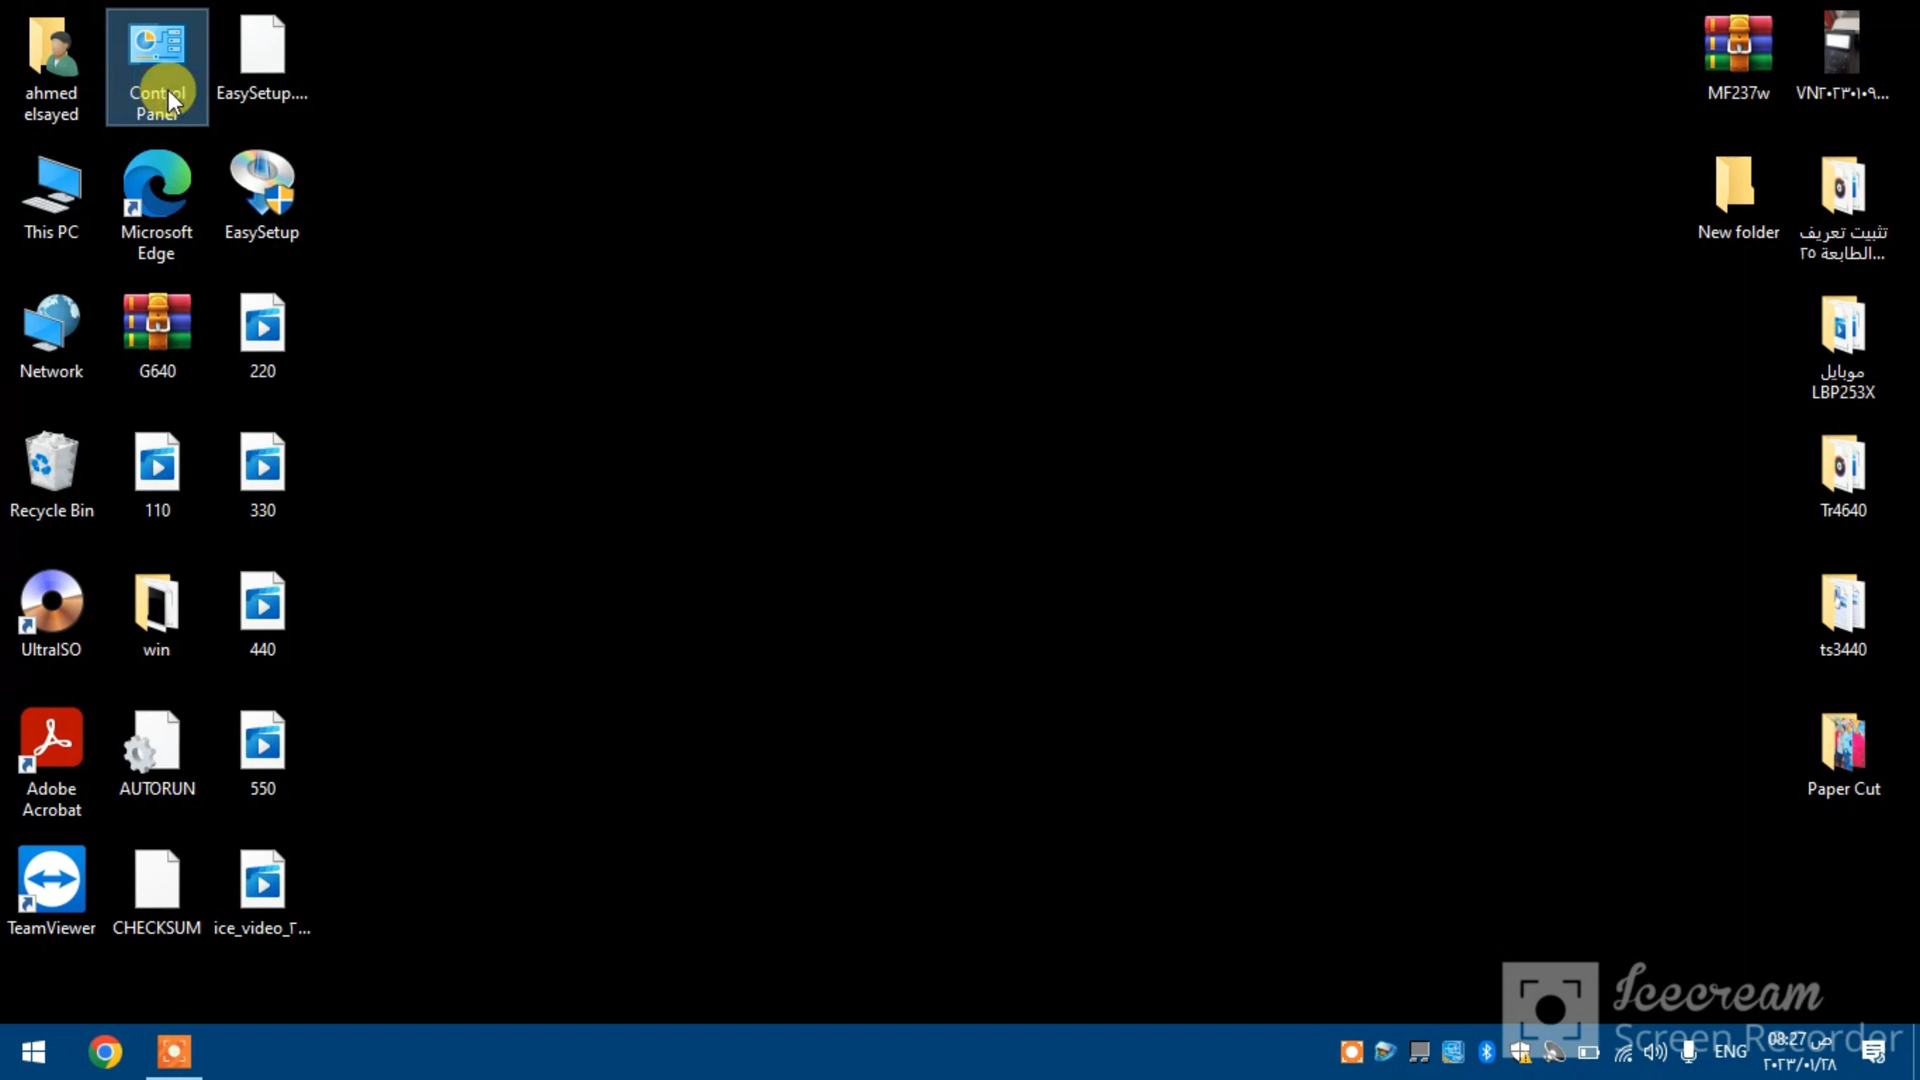 ahmed
elsayed
Control
Panel
EasySetup....
This PC
Microsoft
Edge
EasySetup
Network
G640
220
Recycle Bin
110
330
UltraISO
win
440
Adobe
Acrobat
AUTORUN
550
TeamViewer
CHECKSUM
ice_video_٢...
MF237w
VN٢٠٢٣٠١٠٩...
New folder
تثبيت تعريف
الطابعة ٢٥...
موبايل
LBP253X
Tr4640
ts3440
Paper Cut
Icecream
Screen Recorder
ENG
08:27 ص
٢٠٢٣/٠١/٢٨